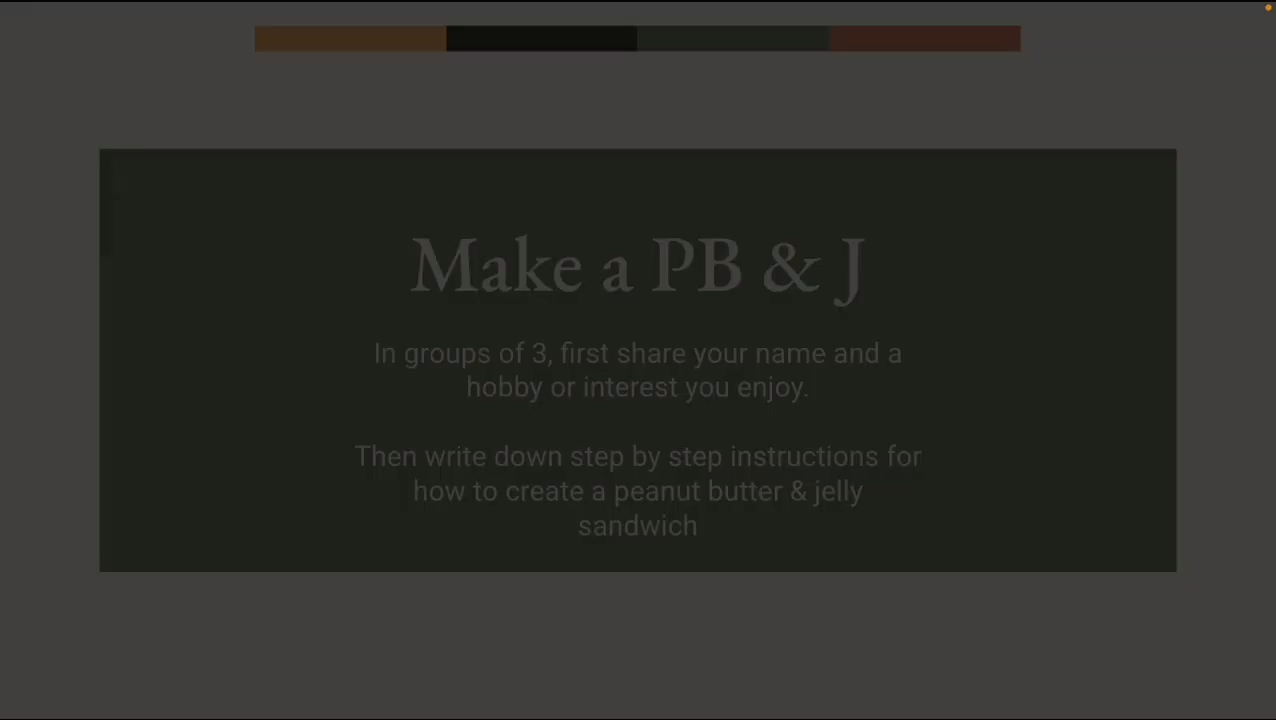 Make a PB & J
In groups of 3, first share your name and a
hobby or interest you enjoy.
Then write down step by step instructions for
how to create a peanut butter & jelly
sandwich